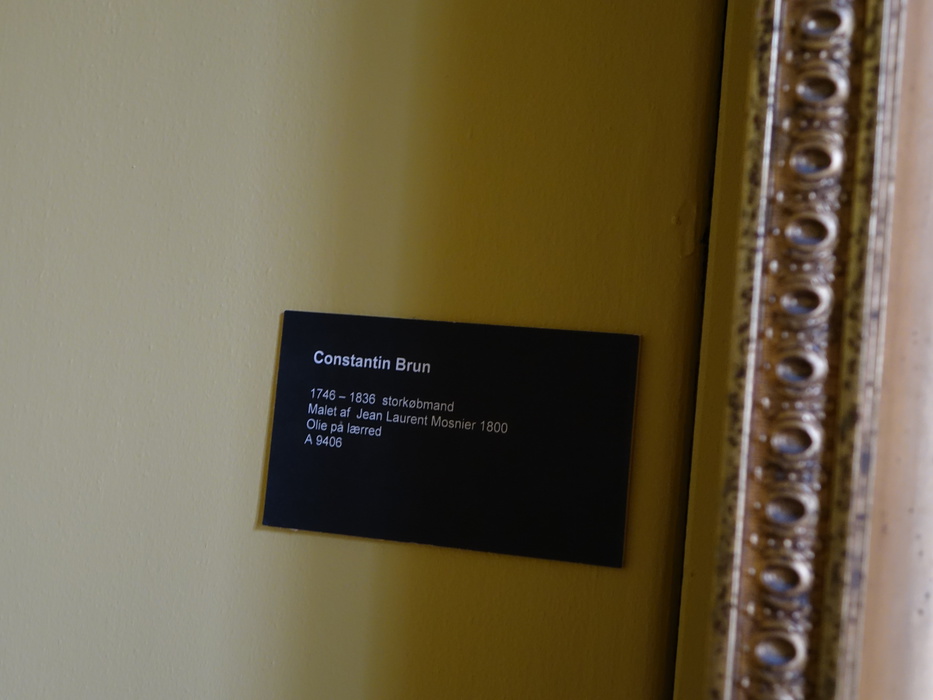 Constantin Brun
1746 – 1836 storkøbmand
Malet af Jean Laurent Mosnier 1800
Olie på lærred
A 9406